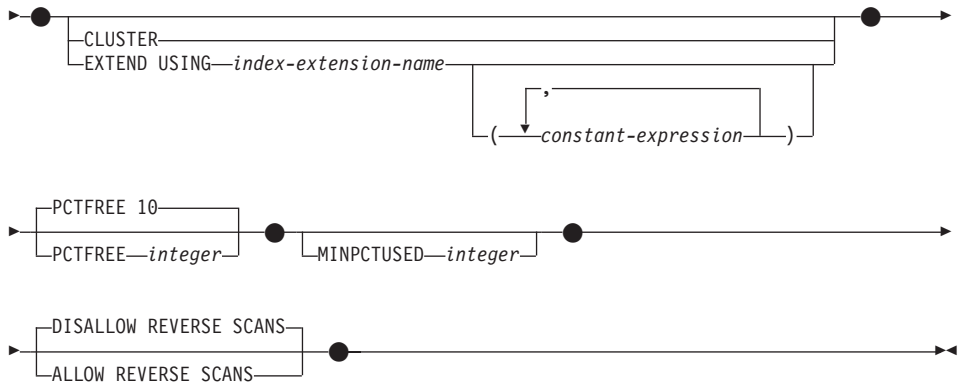 CLUSTER
EXTEND USING index-extension-name
,
( constant-expression )
PCTFREE 10
PCTFREE integer
MINPCTUSED integer
DISALLOW REVERSE SCANS
ALLOW REVERSE SCANS